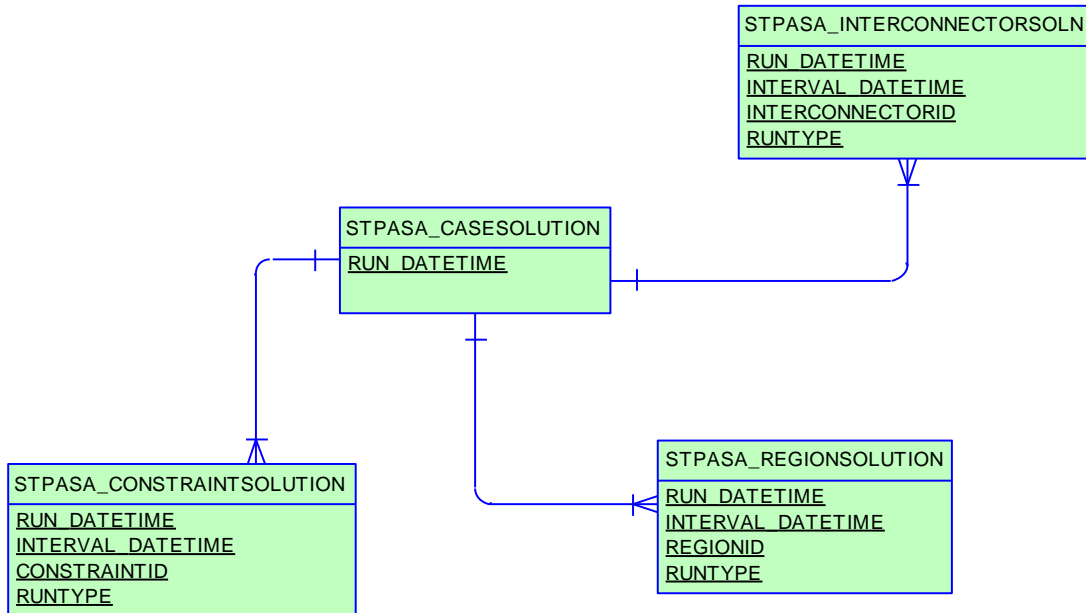 STPASA_INTERCONNECTORSOLN
RUN_DATETIME
INTERVAL_DATETIME
INTERCONNECTORID
RUNTYPE
STPASA_CASESOLUTION
RUN_DATETIME
STPASA_CONSTRAINTSOLUTION
RUN_DATETIME
INTERVAL_DATETIME
CONSTRAINTID
RUNTYPE
STPASA_REGIONSOLUTION
RUN_DATETIME
INTERVAL_DATETIME
REGIONID
RUNTYPE